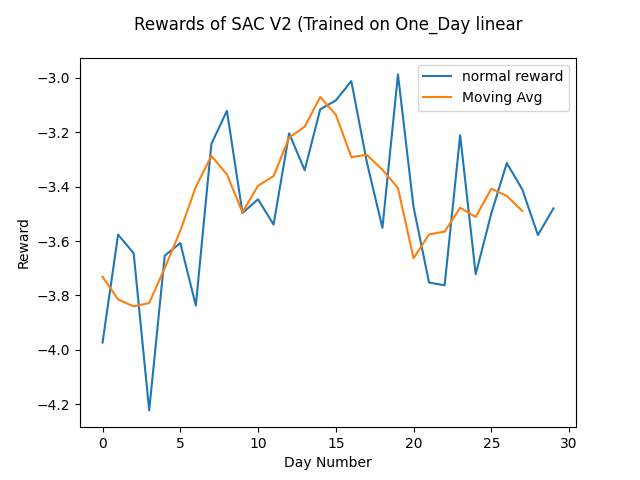 Rewards of SAC V2 (Trained on One_Day linear
normal reward
Moving Avg
Reward
−3.0
−3.2
−3.4
−3.6
−3.8
−4.0
−4.2
0 5 10 15 20 25 30
Day Number